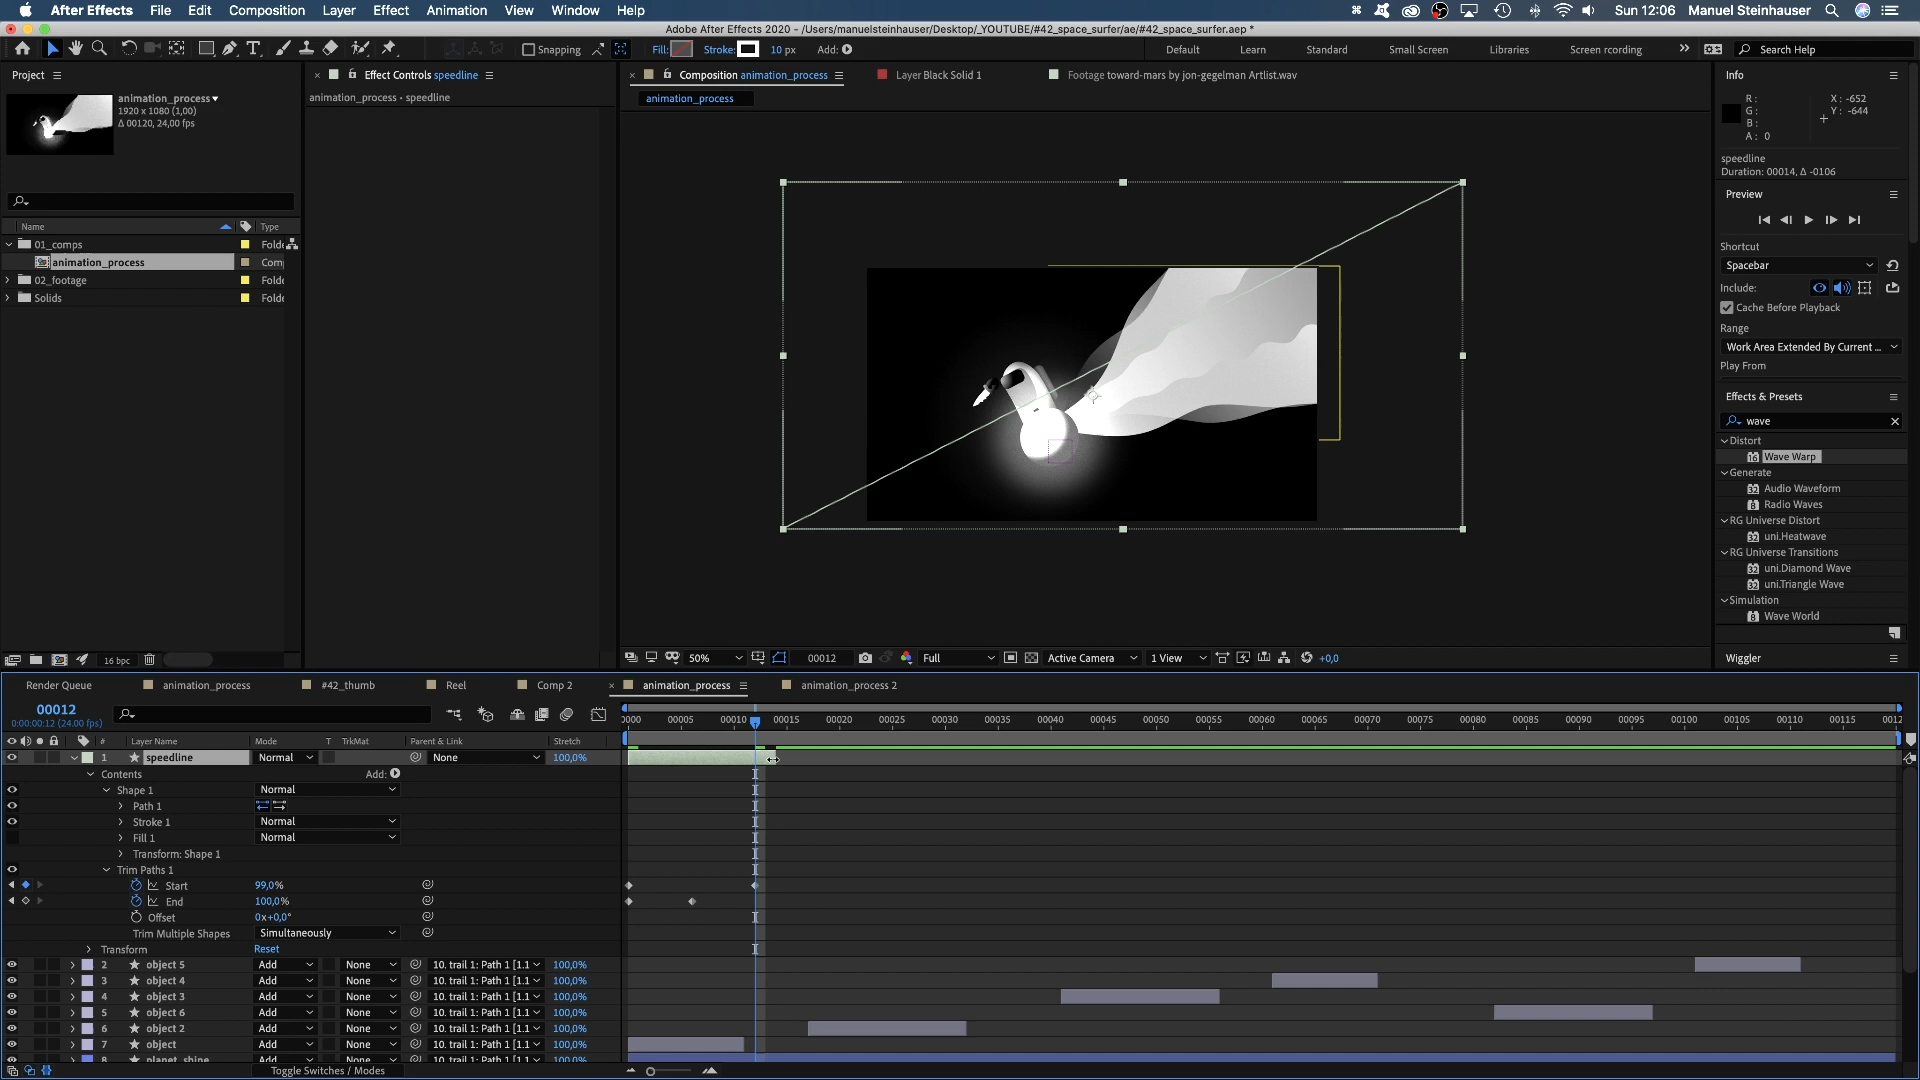 After Effects File Edit Composition Layer Effect Animation View Window Help Sun 12:06 Manuel Steinhauser
Adobe After Effects 2020 - /Users/manuelsteinhauser/Desktop/_YOUTUBE/#42_space_surfer/ae/#42_space_surfer.aep *
Snapping Fill: Stroke: 10 px Add: Default Learn Standard Small Screen Libraries Screen rcording Search Help
Project Effect Controls speedline Composition animation_process Layer Black Solid 1 Footage toward-mars by jon-gegelman Artlist.wav Info
animation_process
1920 x 1080 (1,00)
Δ 00120, 24,00 fps
animation_process • speedline
animation_process
R :
G :
B :
A : 0
X : -652
Y : -644
speedline
Duration: 00014, Δ -0106
Preview
Name Type
01_comps Folde
animation_process Com
02_footage Folde
Solids Folde
Shortcut
Spacebar
Include:
Cache Before Playback
Range
Work Area Extended By Current ...
Play From
Effects & Presets
wave
Distort
16 Wave Warp
Generate
32 Audio Waveform
8 Radio Waves
RG Universe Distort
32 uni.Heatwave
RG Universe Transitions
32 uni.Diamond Wave
32 uni.Triangle Wave
Simulation
8 Wave World
Wiggler
16 bpc
50% 00012 Full Active Camera 1 View +0,0
Render Queue animation_process #42_thumb Reel Comp 2 animation_process animation_process 2
00012
0:00:00:12 (24.00 fps)
0000 00005 00010 00015 00020 00025 00030 00035 00040 00045 00050 00055 00060 00065 00070 00075 00080 00085 00090 00095 00100 00105 00110 00115 0012
# Layer Name Mode T TrkMat Parent & Link Stretch
1 speedline Normal None 100,0%
Contents Add:
Shape 1 Normal
Path 1
Stroke 1 Normal
Fill 1 Normal
Transform: Shape 1
Trim Paths 1
Start 99,0%
End 100,0%
Offset 0x+0,0°
Trim Multiple Shapes Simultaneously
Transform Reset
2 object 5 Add None 10. trail 1: Path 1 [1.1 100,0%
3 object 4 Add None 10. trail 1: Path 1 [1.1 100,0%
4 object 3 Add None 10. trail 1: Path 1 [1.1 100,0%
5 object 6 Add None 10. trail 1: Path 1 [1.1 100,0%
6 object 2 Add None 10. trail 1: Path 1 [1.1 100,0%
7 object Add None 10. trail 1: Path 1 [1.1 100,0%
8 planet_shine Add None 10. trail 1: Path 1 [1.1 100,0%
Toggle Switches / Modes